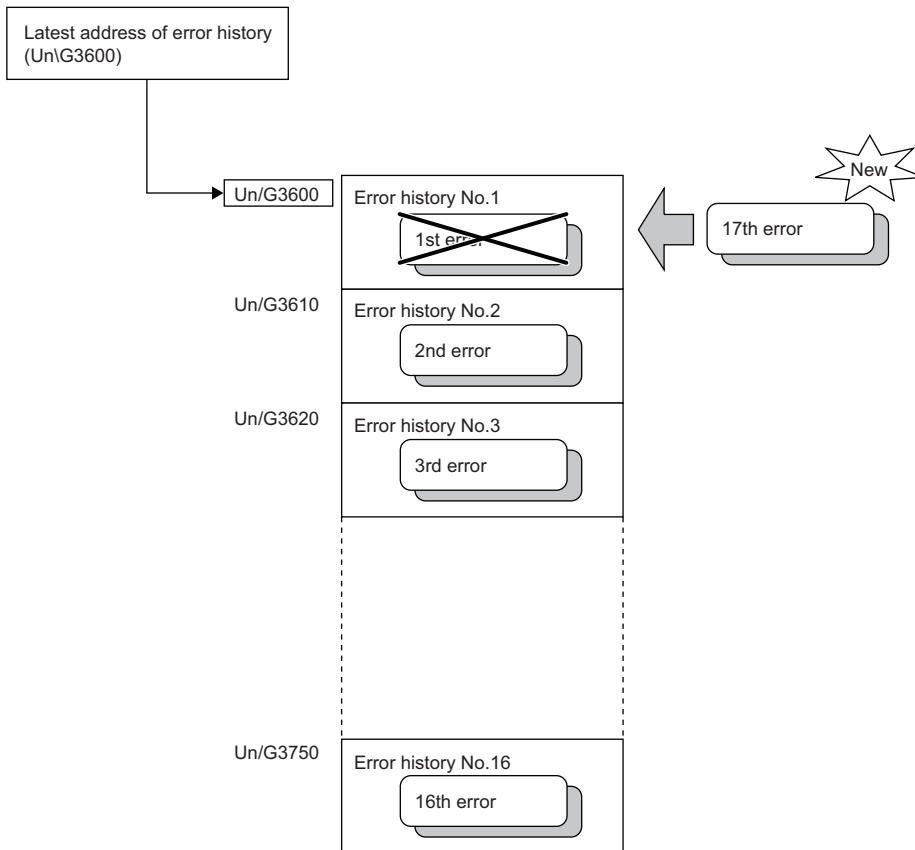 Latest address of error history
(Un\G3600)
New
Un/G3600
Error history No.1
1st error
17th error
Un/G3610
Error history No.2
2nd error
Un/G3620
Error history No.3
3rd error
Un/G3750
Error history No.16
16th error